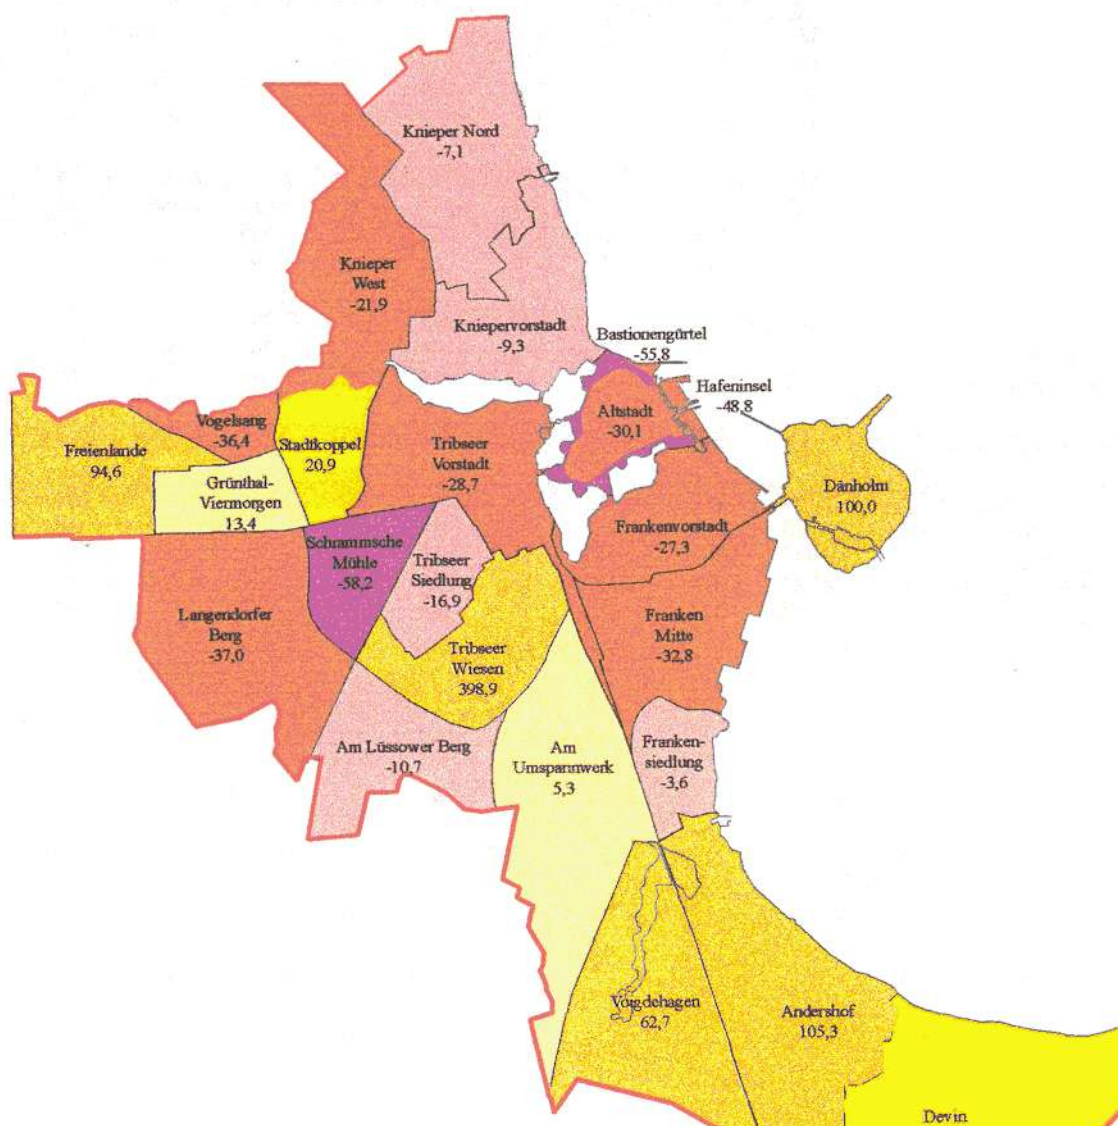 Knieper Nord
-7,1
Knieper
West
-21,9
Kniepervorstadt
-9,3
Bastionengürtel
-55,8
Hafeninsel
-48,8
Altstadt
-30,1
Vogelsang
-36,4
Freienlande
94,6
Stadtkoppel
20,9
Tribseer
Vorstadt
-28,7
Grünthal-
Viermorgen
13,4
Dänholm
100,0
Frankenvorstadt
-27,3
Schrammsche
Mühle
-58,2
Tribseer
Siedlung
-16,9
Langendorfer
Berg
-37,0
Franken
Mitte
-32,8
Tribseer
Wiesen
398,9
Am Lüssower Berg
-10,7
Am
Umspannwerk
5,3
Franken-
siedlung
-3,6
Voigdehagen
62,7
Andershof
105,3
Devin